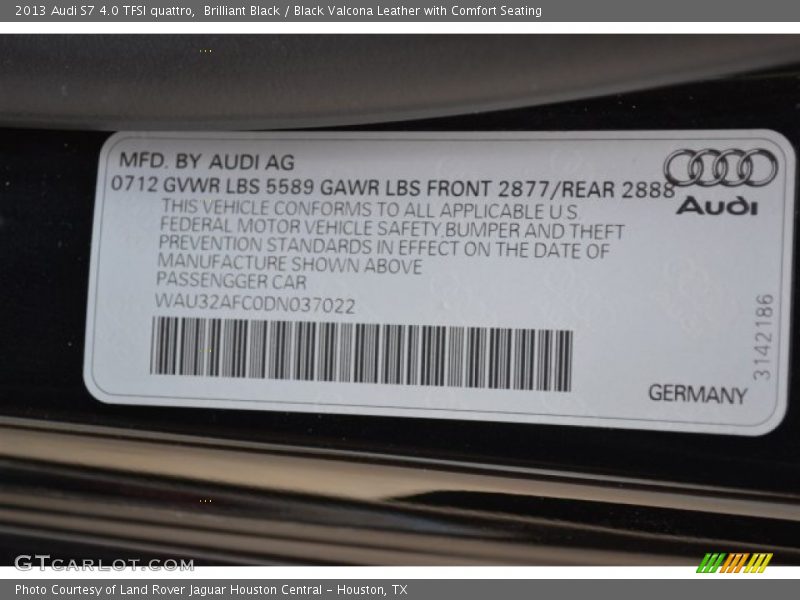 2013 Audi S7 4.0 TFSI quattro,  Brilliant Black / Black Valcona Leather with Comfort Seating
MFD. BY AUDI AG
0712 GVWR LBS 5589 GAWR LBS FRONT 2877/REAR 2888
THIS VEHICLE CONFORMS TO ALL APPLICABLE U.S.
FEDERAL MOTOR VEHICLE SAFETY,BUMPER AND THEFT
PREVENTION STANDARDS IN EFFECT ON THE DATE OF
MANUFACTURE SHOWN ABOVE
PASSENGGER CAR
WAU32AFC0DN037022
Audi
3142186
GERMANY
GTCARLOT.COM
Photo Courtesy of Land Rover Jaguar Houston Central - Houston, TX